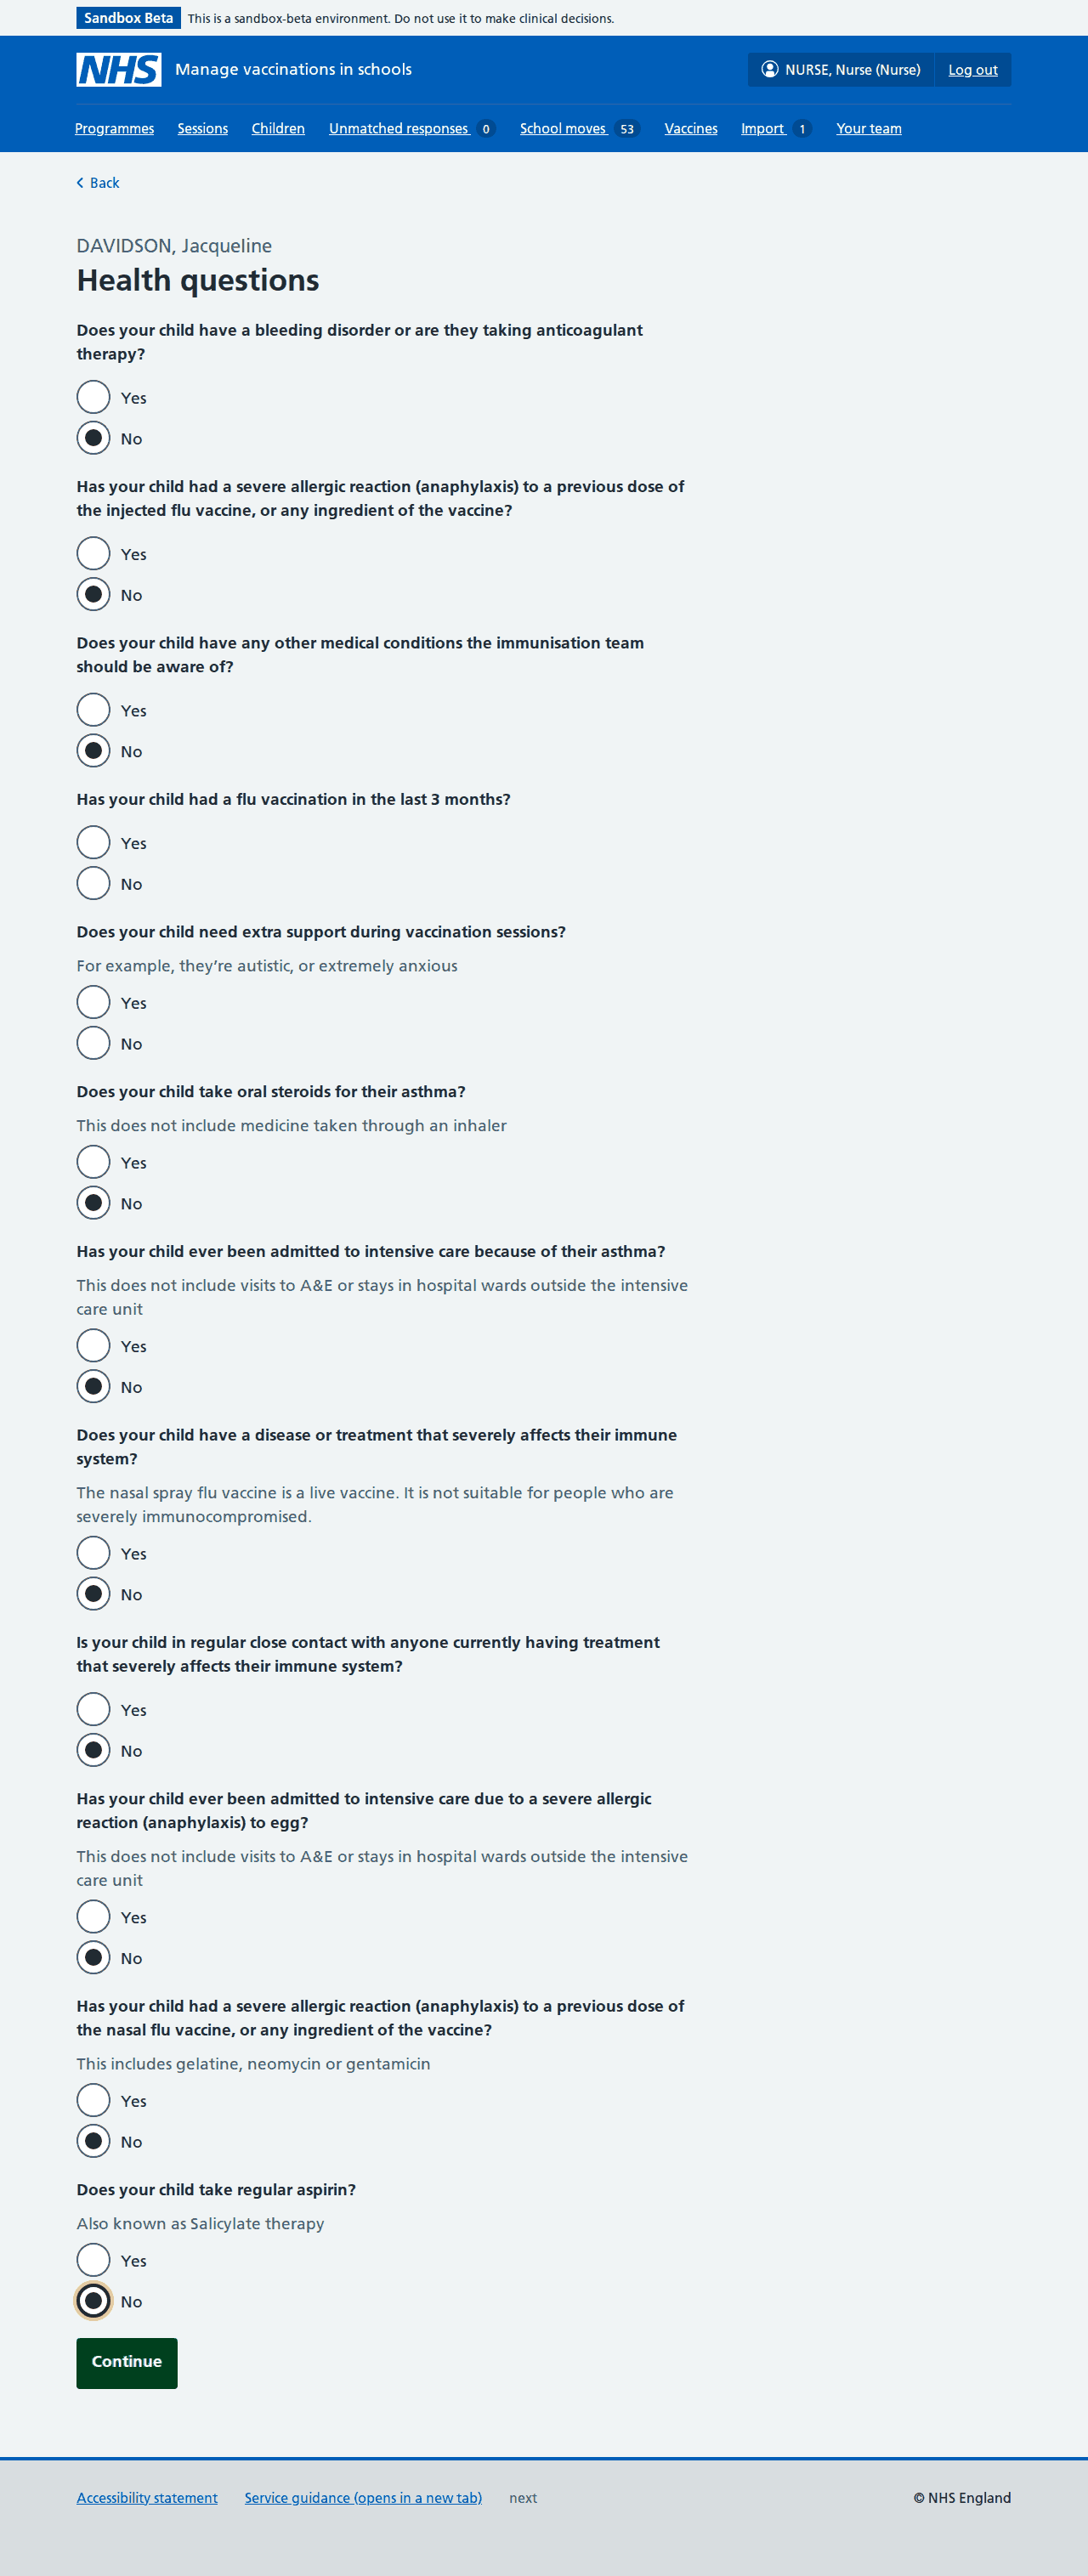 Sandbox Beta This is a sandbox-beta environment. Do not use it to make clinical decisions.
NHS Manage vaccinations in schools NURSE, Nurse (Nurse) Log out
Programmes Sessions Children Unmatched responses 0 School moves 53 Vaccines Import 1 Your team
Back
DAVIDSON, Jacqueline
Health questions
Does your child have a bleeding disorder or are they taking anticoagulant
therapy?
Yes
No
Has your child had a severe allergic reaction (anaphylaxis) to a previous dose of
the injected flu vaccine, or any ingredient of the vaccine?
Yes
No
Does your child have any other medical conditions the immunisation team
should be aware of?
Yes
No
Has your child had a flu vaccination in the last 3 months?
Yes
No
Does your child need extra support during vaccination sessions?
For example, they’re autistic, or extremely anxious
Yes
No
Does your child take oral steroids for their asthma?
This does not include medicine taken through an inhaler
Yes
No
Has your child ever been admitted to intensive care because of their asthma?
This does not include visits to A&E or stays in hospital wards outside the intensive
care unit
Yes
No
Does your child have a disease or treatment that severely affects their immune
system?
The nasal spray flu vaccine is a live vaccine. It is not suitable for people who are
severely immunocompromised.
Yes
No
Is your child in regular close contact with anyone currently having treatment
that severely affects their immune system?
Yes
No
Has your child ever been admitted to intensive care due to a severe allergic
reaction (anaphylaxis) to egg?
This does not include visits to A&E or stays in hospital wards outside the intensive
care unit
Yes
No
Has your child had a severe allergic reaction (anaphylaxis) to a previous dose of
the nasal flu vaccine, or any ingredient of the vaccine?
This includes gelatine, neomycin or gentamicin
Yes
No
Does your child take regular aspirin?
Also known as Salicylate therapy
Yes
No
Continue
Accessibility statement Service guidance (opens in a new tab) next © NHS England